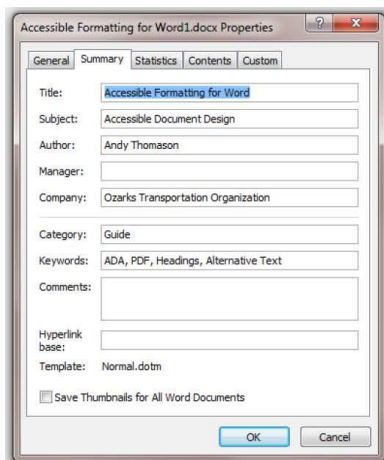 Accessible Formatting for Word1.docx Properties
General Summary Statistics Contents Custom
Title: Accessible Formatting for Word
Subject: Accessible Document Design
Author: Andy Thomason
Manager:
Company: Ozarks Transportation Organization
Category: Guide
Keywords: ADA, PDF, Headings, Alternative Text
Comments:
Hyperlink
base:
Template: Normal.dotm
Save Thumbnails for All Word Documents
OK Cancel